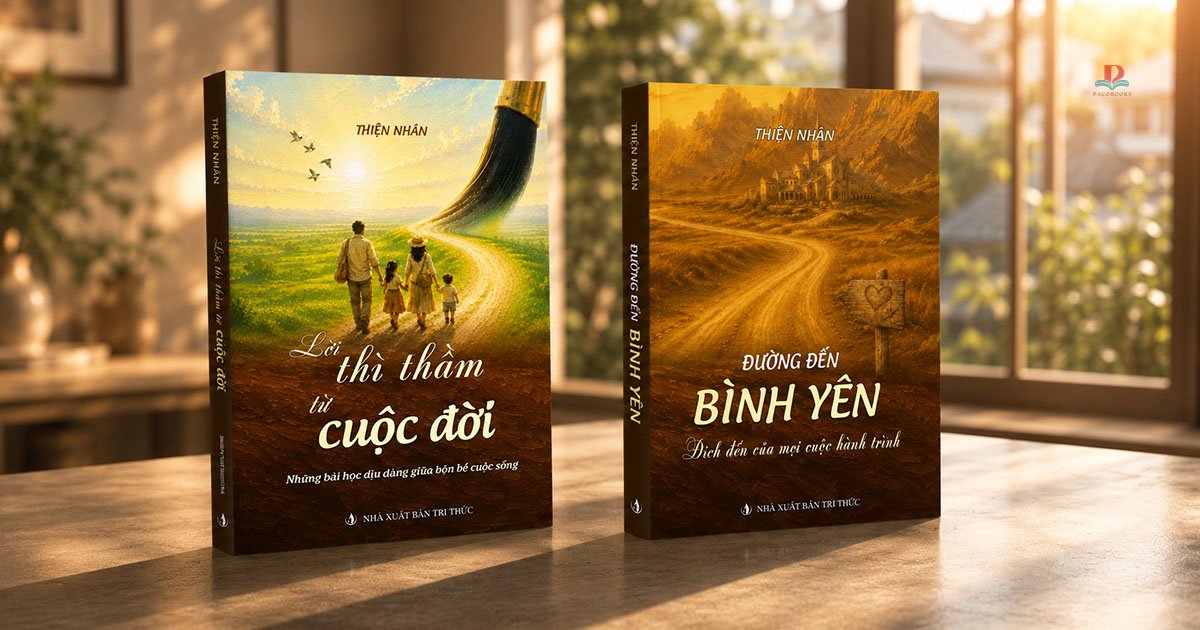 THIỆN NHÂN
Lời thì thầm từ cuộc đời
THIỆN NHÂN
Lời
thì thầm
từ
cuộc đời
Những bài học dịu dàng giữa bộn bề cuộc sống
NHÀ XUẤT BẢN TRI THỨC
THIỆN NHÂN
ĐƯỜNG ĐẾN BÌNH YÊN
THIỆN NHÂN
ĐƯỜNG ĐẾN
BÌNH YÊN
Đích đến của mọi cuộc hành trình
NHÀ XUẤT BẢN TRI THỨC
PACOBOOKS